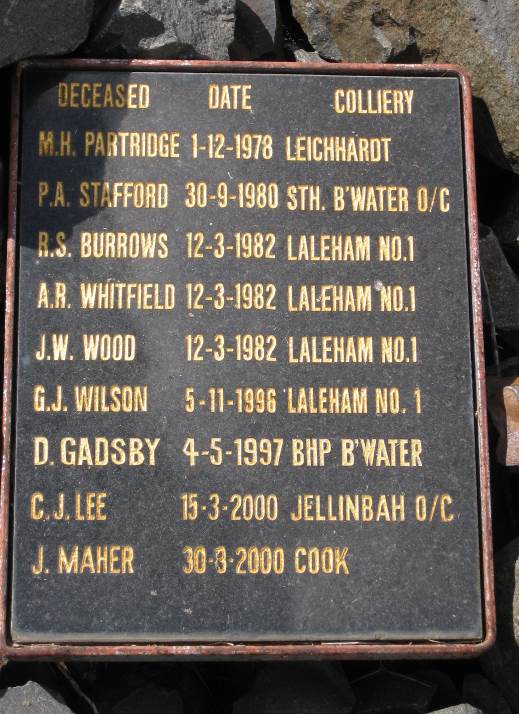 DECEASED DATE COLLIERY
M.H. PARTRIDGE 1-12-1978 LEICHHARDT
P.A. STAFFORD 30-9-1980 STH. B'WATER O/C
R.S. BURROWS 12-3-1982 LALEHAM NO.1
A.R. WHITFIELD 12-3-1982 LALEHAM NO.1
J.W. WOOD 12-3-1982 LALEHAM NO.1
G.J. WILSON 5-11-1996 LALEHAM NO. 1
D. GADSBY 4-5-1997 BHP B'WATER
C.J. LEE 15-3-2000 JELLINBAH O/C
J. MAHER 30-8-2000 COOK